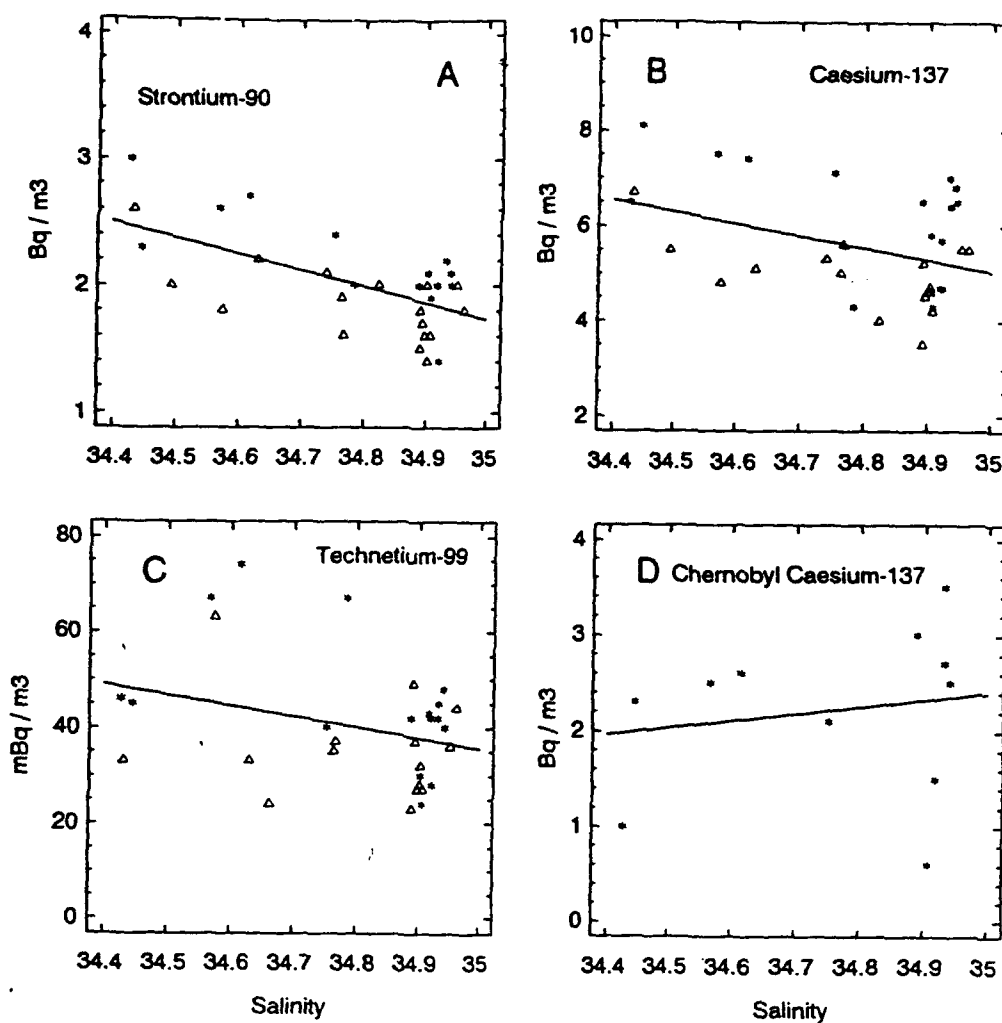 A
Strontium-90
Bq / m3
4
3
2
1
34.4 34.5 34.6 34.7 34.8 34.9 35
B
Caesium-137
Bq / m3
10
8
6
4
2
34.4 34.5 34.6 34.7 34.8 34.9 35
C
Technetium-99
mBq / m3
80
60
40
20
0
34.4 34.5 34.6 34.7 34.8 34.9 35
Salinity
D Chernobyl Caesium-137
Bq / m3
4
3
2
1
0
34.4 34.5 34.6 34.7 34.8 34.9 35
Salinity